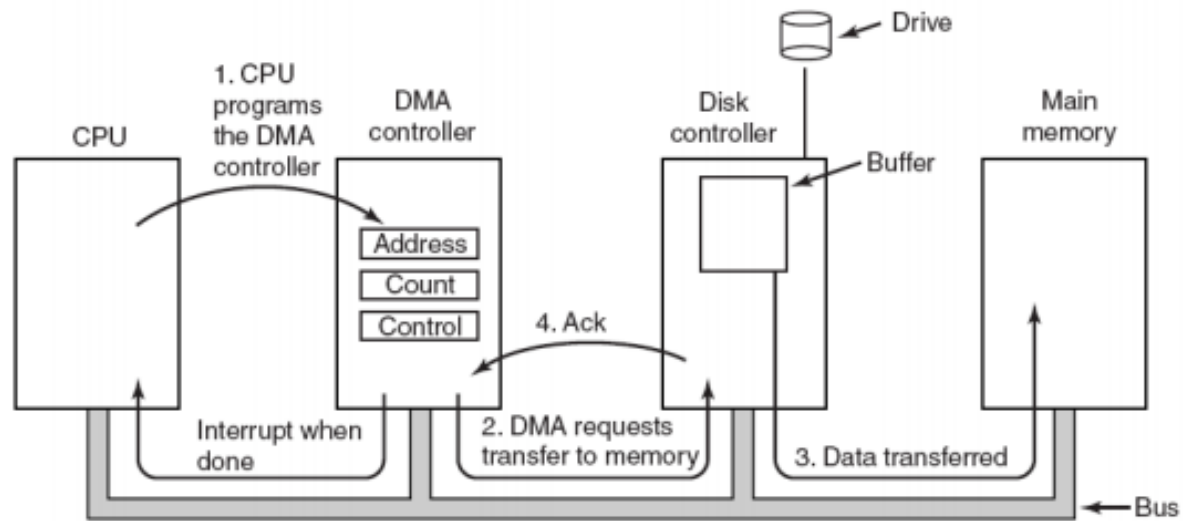 Drive
1. CPU
programs
the DMA
controller
CPU
DMA
controller
Disk
controller
Main
memory
Buffer
Address
Count
Control
4. Ack
Interrupt when
done
2. DMA requests
transfer to memory
3. Data transferred
Bus